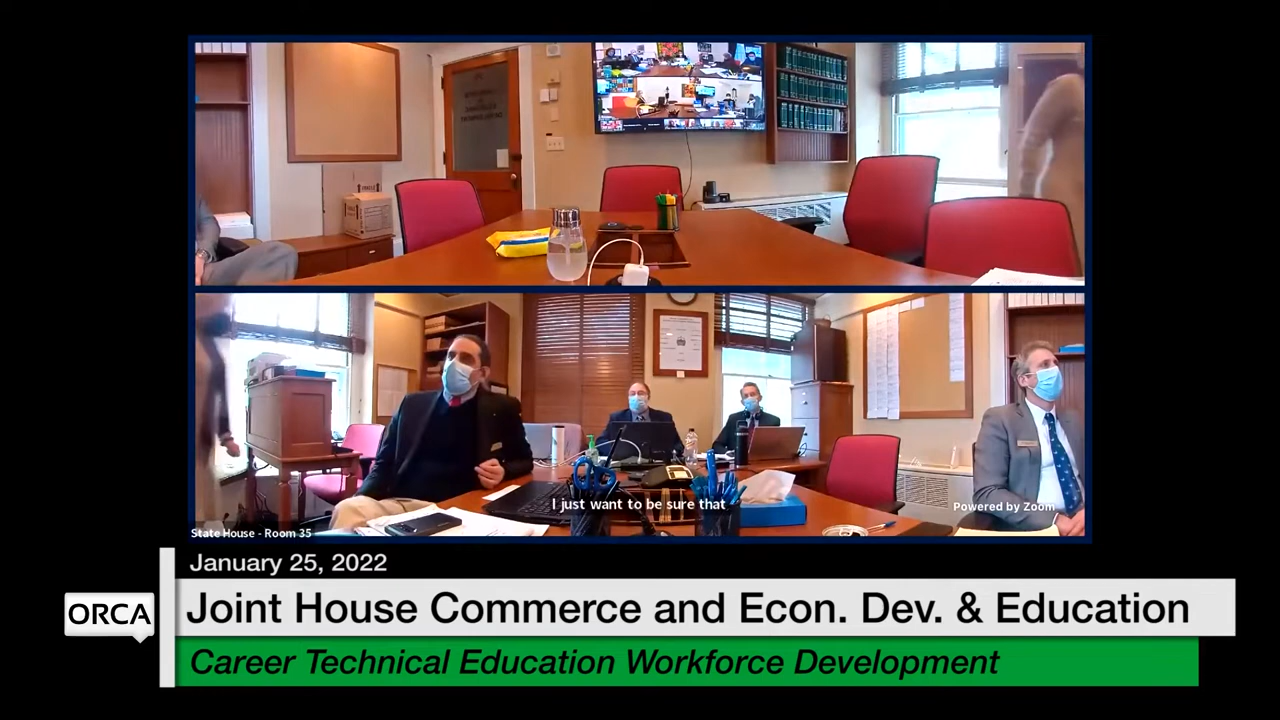 I just want to be sure that
Powered by Zoom
State House - Room 35
January 25, 2022
ORCA
Joint House Commerce and Econ. Dev. & Education
Career Technical Education Workforce Development